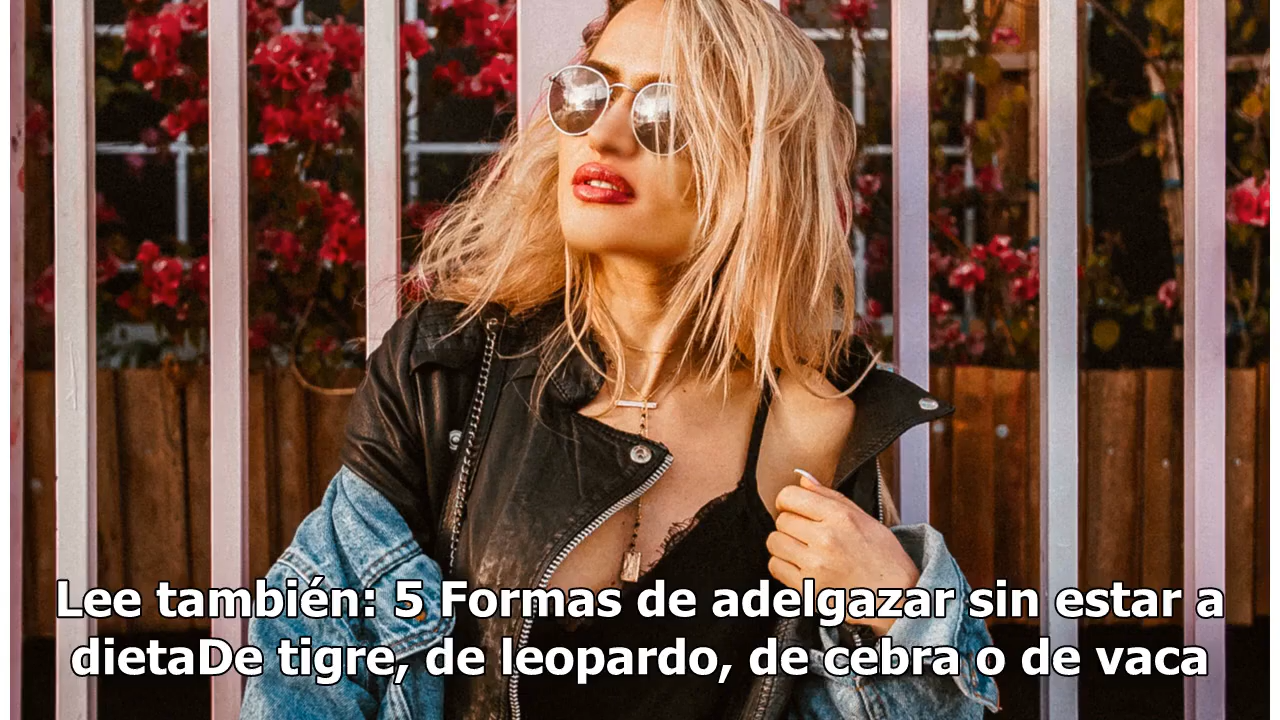 Lee también: 5 Formas de adelgazar sin estar a
dietaDe tigre, de leopardo, de cebra o de vaca